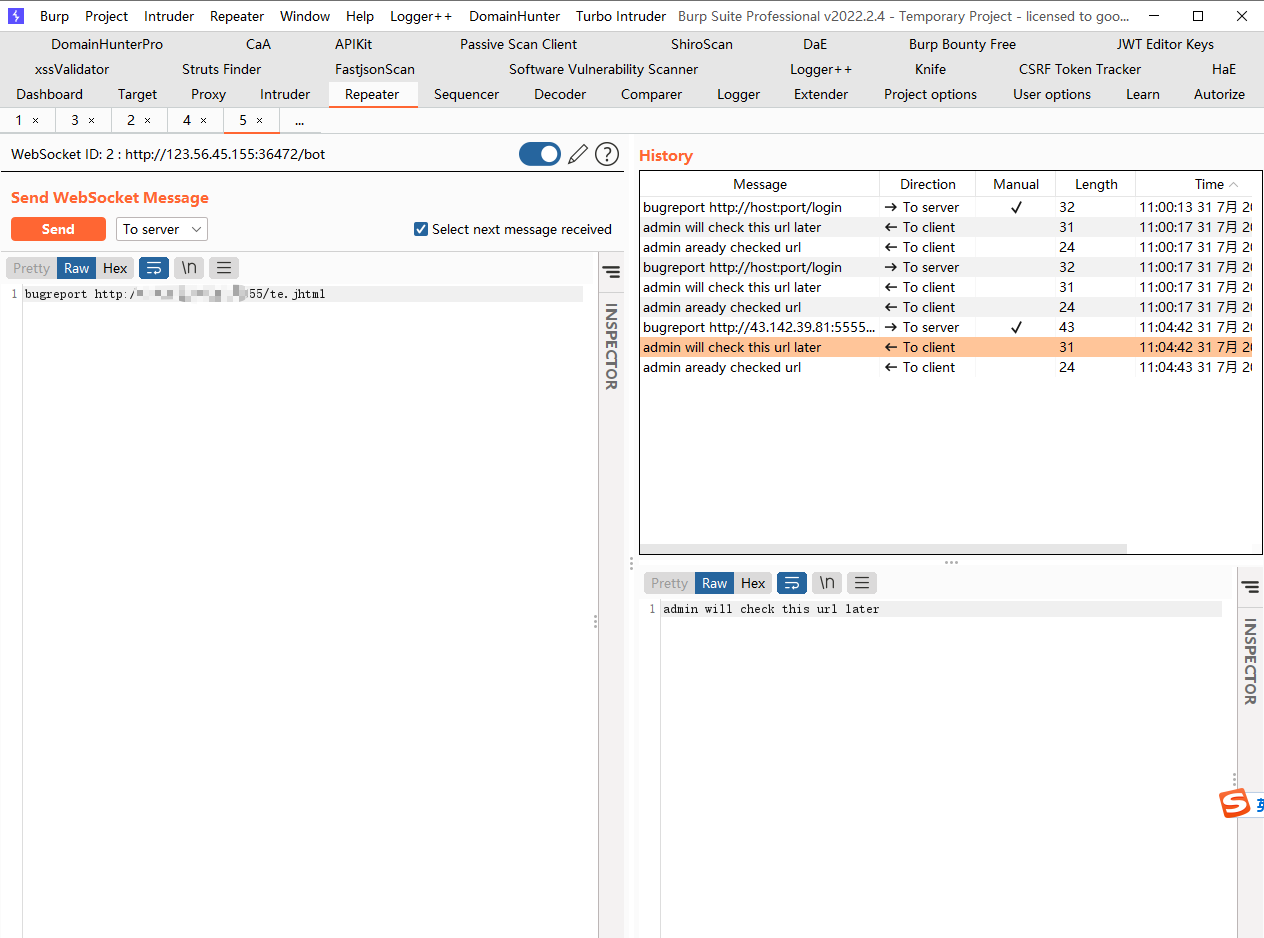 Burp Project Intruder Repeater Window Help Logger++ DomainHunter Turbo Intruder Burp Suite Professional v2022.2.4 - Temporary Project - licensed to goo...
DomainHunterPro CaA APIKit Passive Scan Client ShiroScan DaE Burp Bounty Free JWT Editor Keys
xssValidator Struts Finder FastjsonScan Software Vulnerability Scanner Logger++ Knife CSRF Token Tracker HaE
Dashboard Target Proxy Intruder Repeater Sequencer Decoder Comparer Logger Extender Project options User options Learn Autorize
1 × 3 × 2 × 4 × 5 × ...
WebSocket ID: 2 : http://123.56.45.155:36472/bot
Send WebSocket Message
Send To server Select next message received
Pretty Raw Hex \n
1 bugreport http:/ 55/te.jhtml
INSPECTOR
History
Message Direction Manual Length Time
bugreport http://host:port/login → To server ✓ 32 11:00:13 31 7月 20
admin will check this url later ← To client 31 11:00:17 31 7月 20
admin aready checked url ← To client 24 11:00:17 31 7月 20
bugreport http://host:port/login → To server 32 11:00:17 31 7月 20
admin will check this url later ← To client 31 11:00:17 31 7月 20
admin aready checked url ← To client 24 11:00:17 31 7月 20
bugreport http://43.142.39.81:5555... → To server ✓ 43 11:04:42 31 7月 20
admin will check this url later ← To client 31 11:04:42 31 7月 20
admin aready checked url ← To client 24 11:04:43 31 7月 20
Pretty Raw Hex \n
1 admin will check this url later
INSPECTOR
S 英